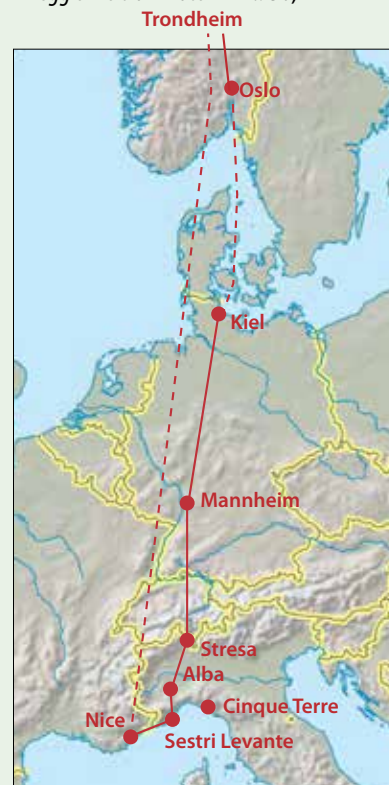 Trondheim
Oslo
Kiel
Mannheim
Stresa
Alba
Nice
Cinque Terre
Sestri Levante